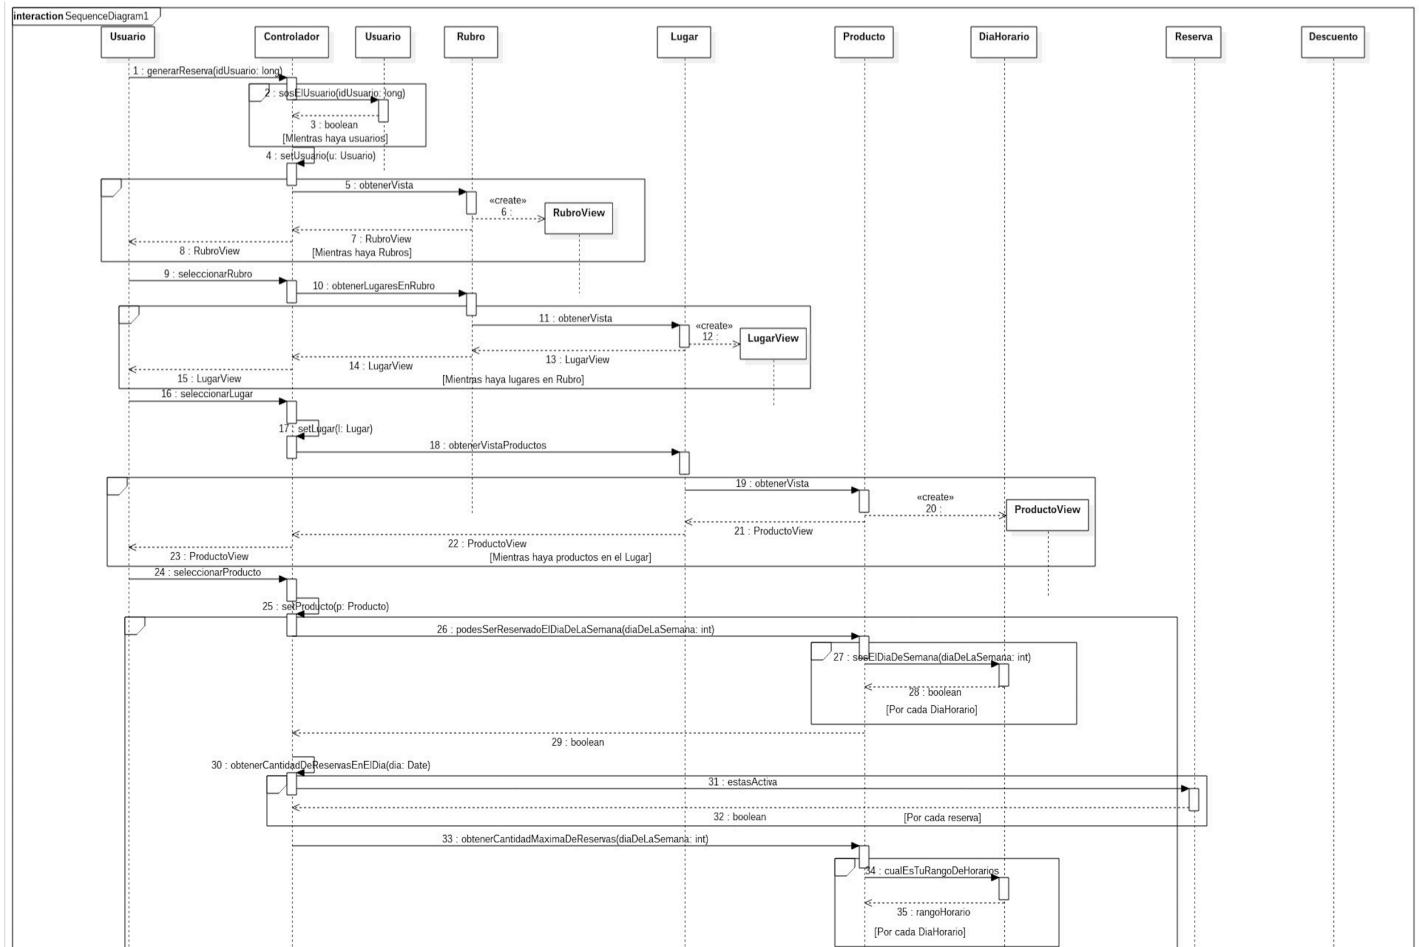 interaction SequenceDiagram1
Usuario
Controlador
Usuario
Rubro
Lugar
Producto
DiaHorario
Reserva
Descuento
1 : generarReserva(idUsuario: long)
2 : sosElUsuario(idUsuario: long)
3 : boolean
[Mientras haya usuarios]
4 : setUsuario(u: Usuario)
5 : obtenerVista
«create»
6 :
RubroView
7 : RubroView
8 : RubroView
[Mientras haya Rubros]
9 : seleccionarRubro
10 : obtenerLugaresEnRubro
11 : obtenerVista
«create»
12 :
LugarView
13 : LugarView
14 : LugarView
15 : LugarView
[Mientras haya lugares en Rubro]
16 : seleccionarLugar
17 : setLugar(l: Lugar)
18 : obtenerVistaProductos
19 : obtenerVista
«create»
20 :
ProductoView
21 : ProductoView
22 : ProductoView
23 : ProductoView
[Mientras haya productos en el Lugar]
24 : seleccionarProducto
25 : setProducto(p: Producto)
26 : podesSerReservadoElDiaDeLaSemana(diaDeLaSemana: int)
27 : sosElDiaDeSemana(diaDeLaSemana: int)
28 : boolean
[Por cada DiaHorario]
29 : boolean
30 : obtenerCantidadDeReservasEnElDia(dia: Date)
31 : estasActiva
32 : boolean
[Por cada reserva]
33 : obtenerCantidadMaximaDeReservas(diaDeLaSemana: int)
34 : cualEsTuRangoDeHorarios
35 : rangoHorario
[Por cada DiaHorario]